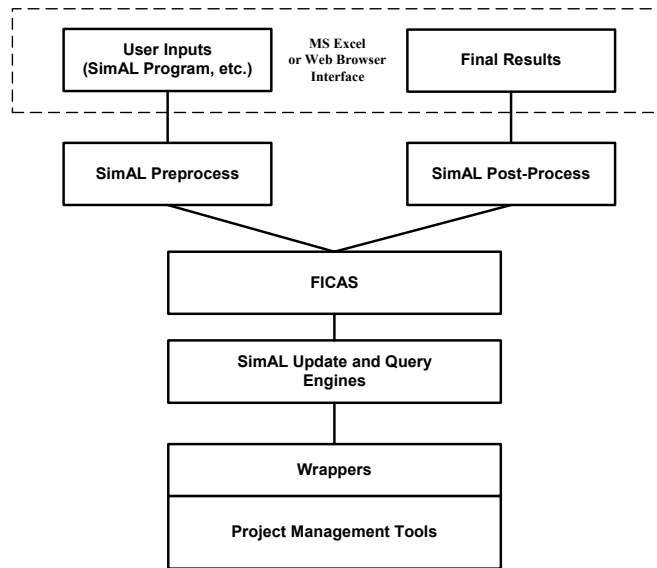 User Inputs
(SimAL Program, etc.)
MS Excel
or Web Browser
Interface
Final Results
SimAL Preprocess
SimAL Post-Process
FICAS
SimAL Update and Query
Engines
Wrappers
Project Management Tools